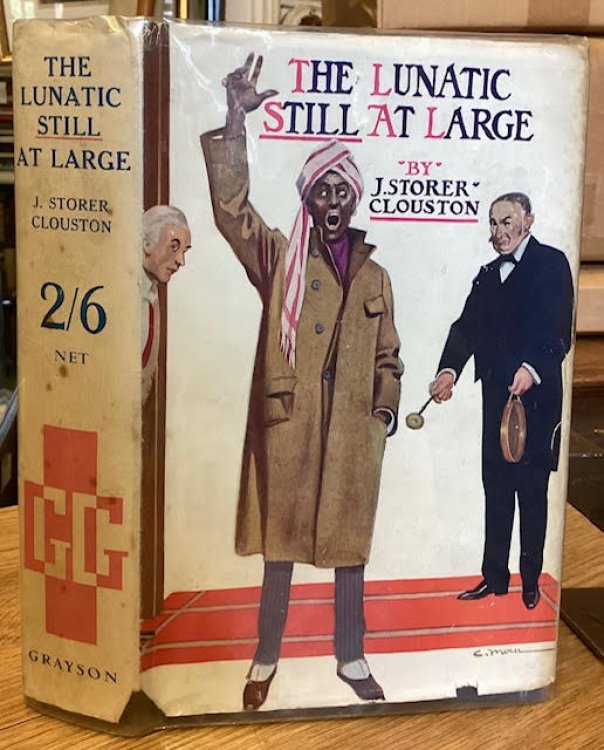 THE
LUNATIC
STILL
AT LARGE
J. STORER
CLOUSTON
2/6
NET
GG
GRAYSON
THE LUNATIC
STILL AT LARGE
"BY"
J. STORER
CLOUSTON